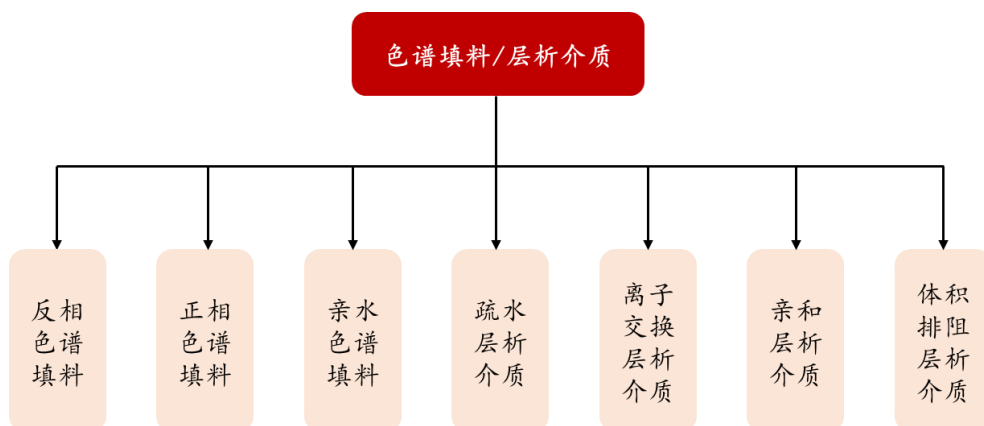 色谱填料/层析介质
反相
色谱
填料
正相
色谱
填料
亲水
色谱
填料
疏水
层析
介质
离子
交换
层析
介质
亲和
层析
介质
体积
排阻
层析
介质